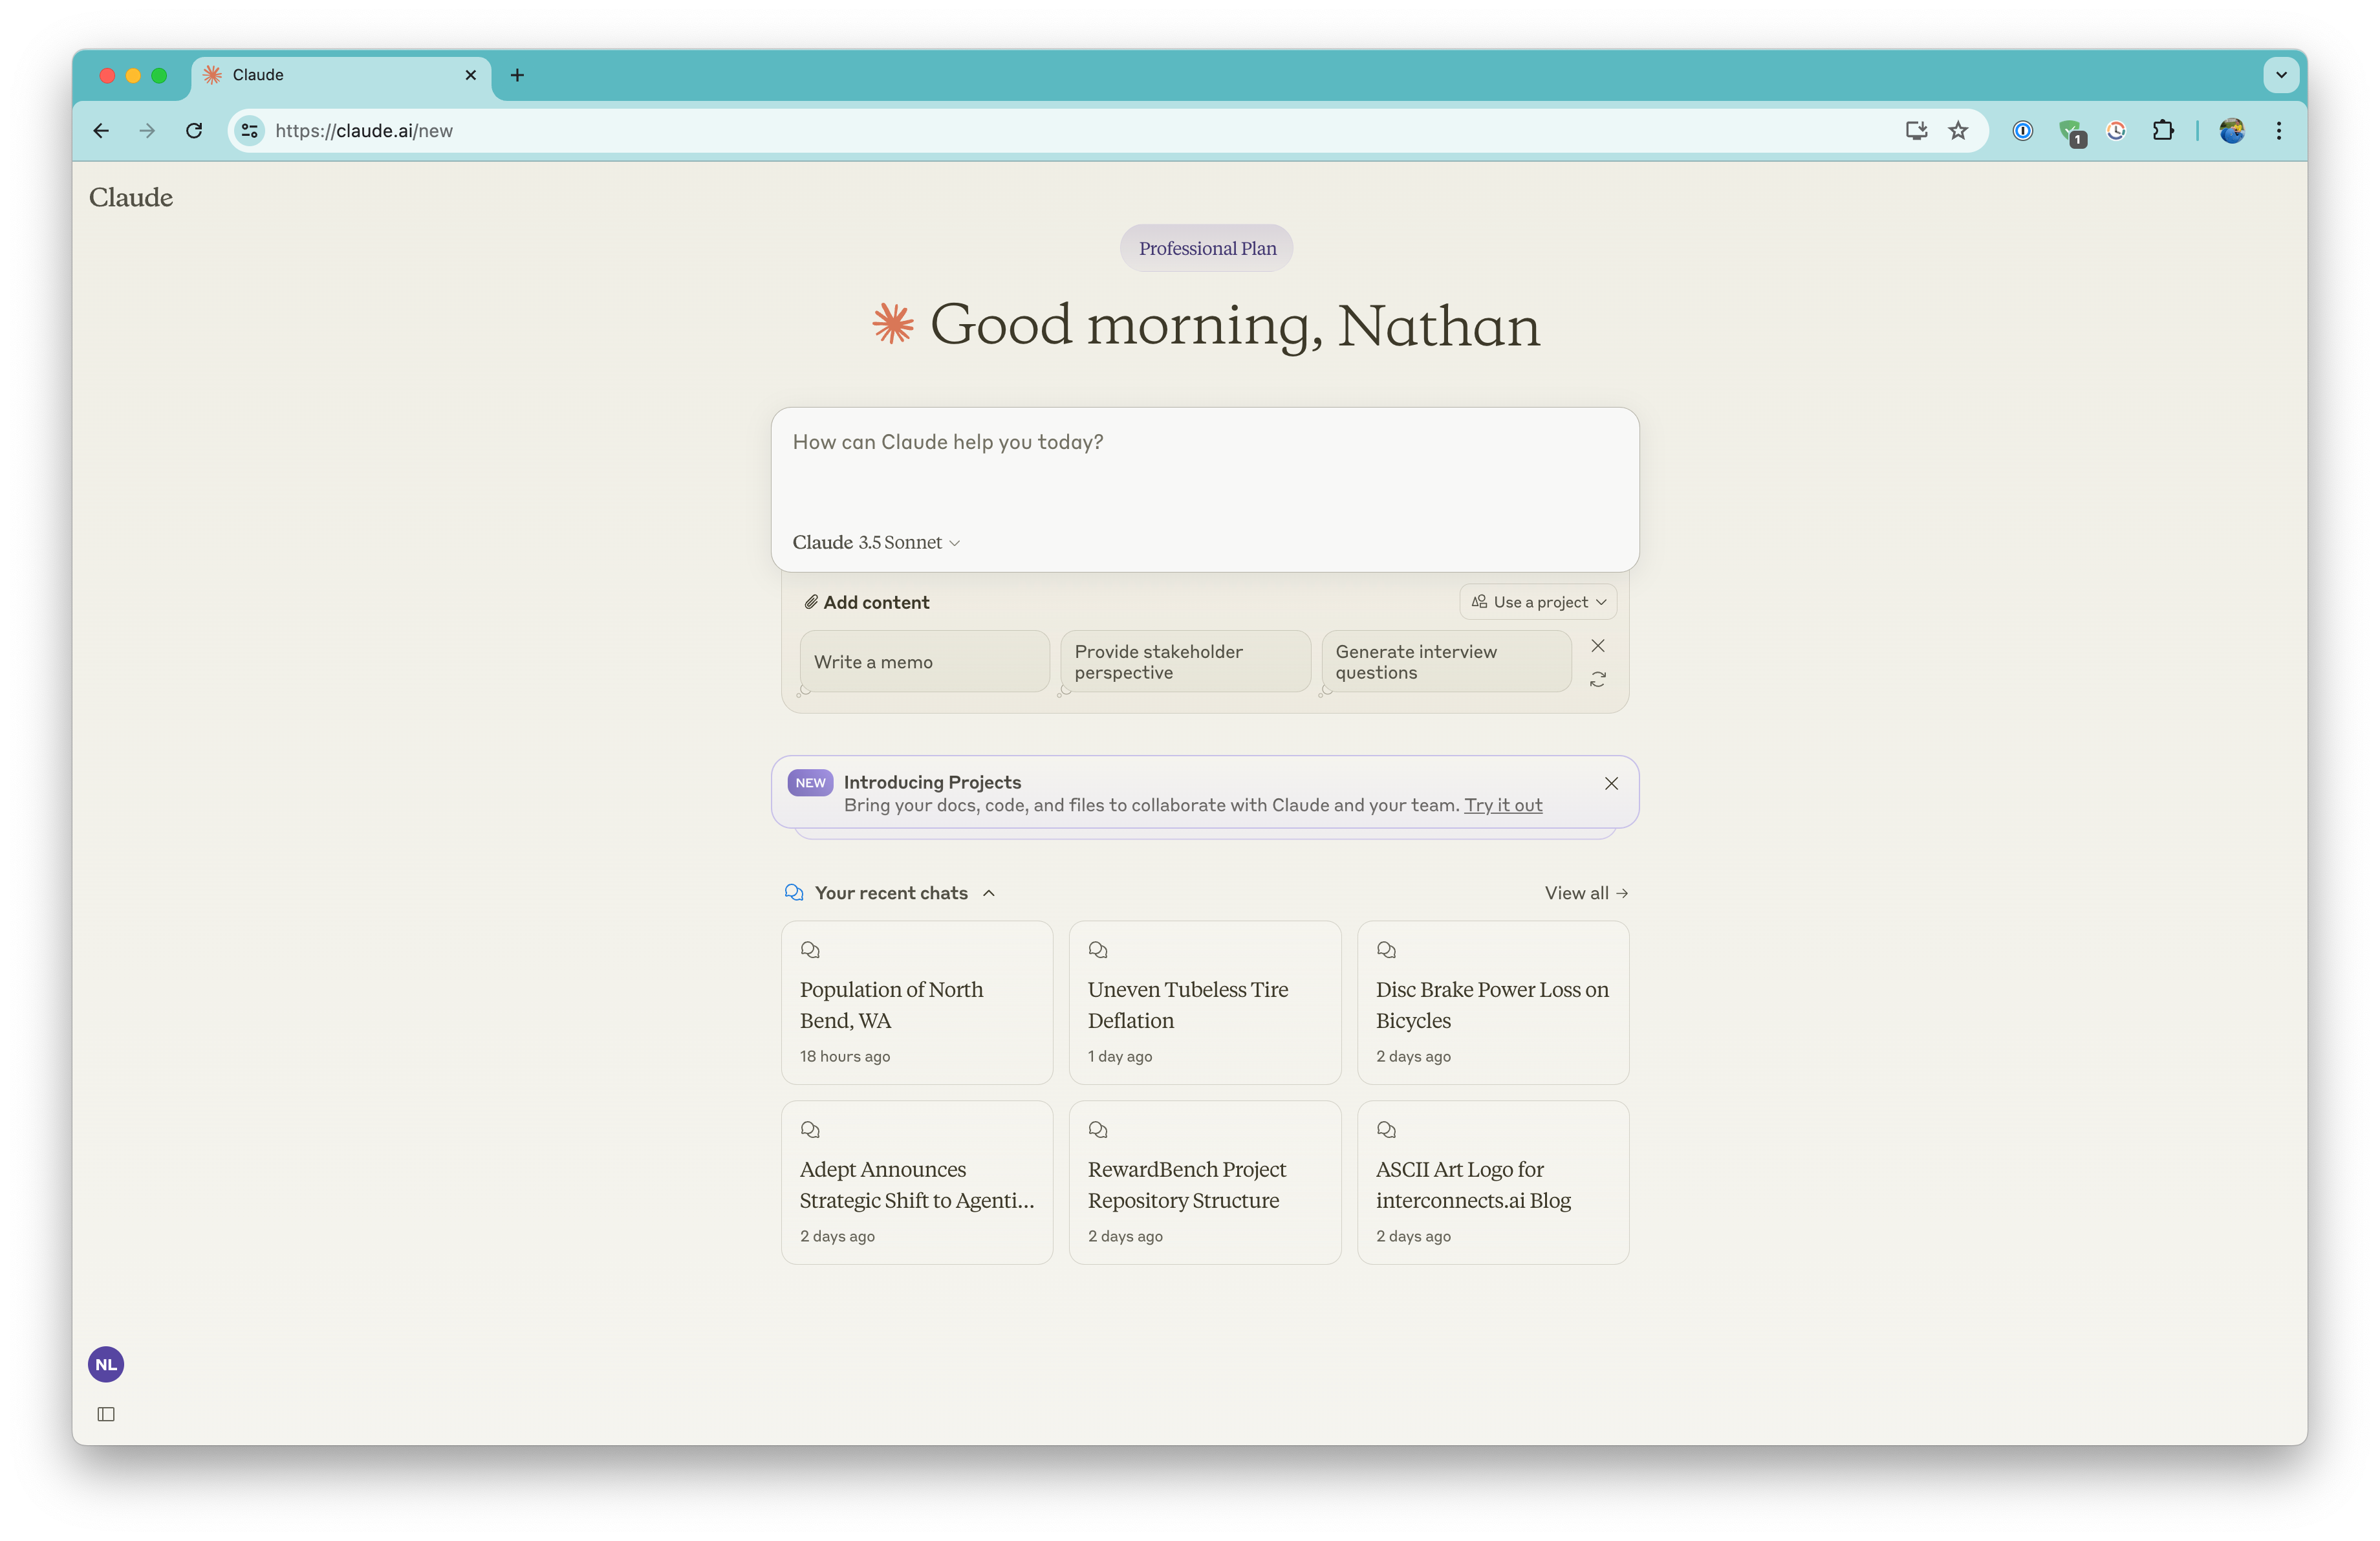 Claude
https://claude.ai/new
1
Claude
Professional Plan
Good morning, Nathan
How can Claude help you today?
Claude 3.5 Sonnet
Add content
Use a project
Write a memo
Provide stakeholder
perspective
Generate interview
questions
NEW
Introducing Projects
Bring your docs, code, and files to collaborate with Claude and your team. Try it out
Your recent chats
View all →
Population of North
Bend, WA
18 hours ago
Uneven Tubeless Tire
Deflation
1 day ago
Disc Brake Power Loss on
Bicycles
2 days ago
Adept Announces
Strategic Shift to Agenti...
2 days ago
RewardBench Project
Repository Structure
2 days ago
ASCII Art Logo for
interconnects.ai Blog
2 days ago
NL